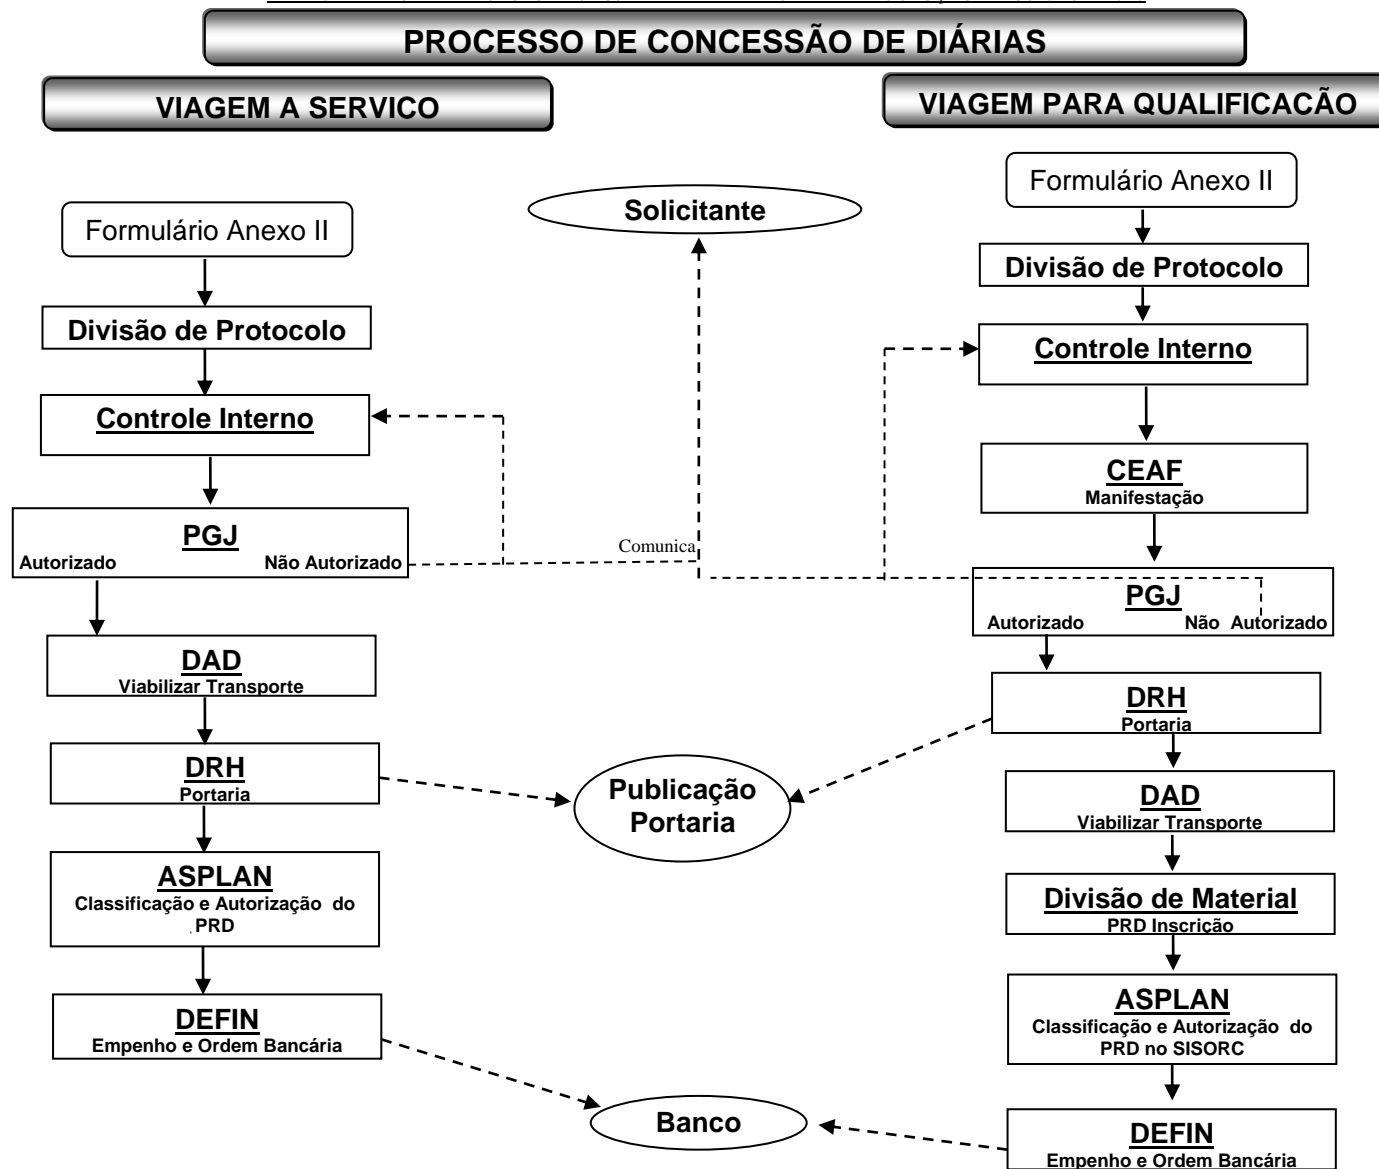 PROCESSO DE CONCESSÃO DE DIÁRIAS
VIAGEM A SERVICO
Formulário Anexo II
Divisão de Protocolo
Controle Interno
PGJ
Autorizado Não Autorizado
DAD
Viabilizar Transporte
DRH
Portaria
ASPLAN
Classificação e Autorização do
PRD
DEFIN
Empenho e Ordem Bancária
Solicitante
Comunica
Publicação
Portaria
Banco
VIAGEM PARA QUALIFICACÃO
Formulário Anexo II
Divisão de Protocolo
Controle Interno
CEAF
Manifestação
PGJ
Autorizado Não Autorizado
DRH
Portaria
DAD
Viabilizar Transporte
Divisão de Material
PRD Inscrição
ASPLAN
Classificação e Autorização do
PRD no SISORC
DEFIN
Empenho e Ordem Bancária